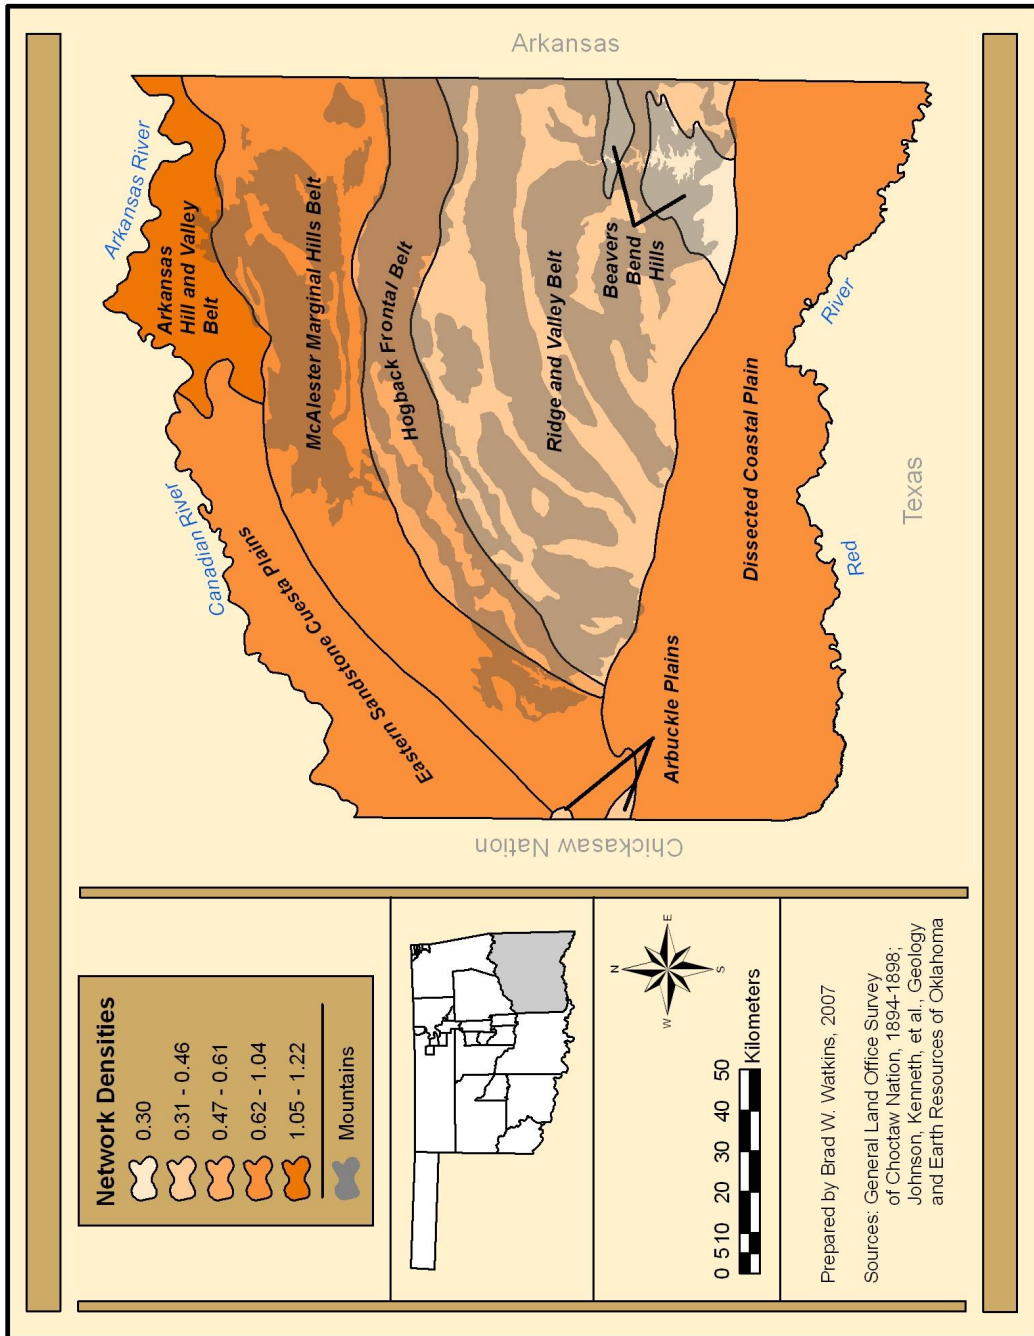 Arkansas
Arkansas River
Arkansas
Hill and Valley
Belt
McAlester Marginal Hills Belt
Hogback Frontal Belt
Ridge and Valley Belt
Beavers
Bend
Hills
Canadian River
Eastern Sandstone Cuesta Plains
Dissected Coastal Plain
Arbuckle Plains
Red
River
Texas
Chickasaw Nation
Network Densities
0.30
0.31 - 0.46
0.47 - 0.61
0.62 - 1.04
1.05 - 1.22
Mountains
N
W
E
S
0 5 10 20 30 40 50
Kilometers
Prepared by Brad W. Watkins, 2007
Sources: General Land Office Survey
of Choctaw Nation, 1894-1898;
Johnson, Kenneth, et al., Geology
and Earth Resources of Oklahoma